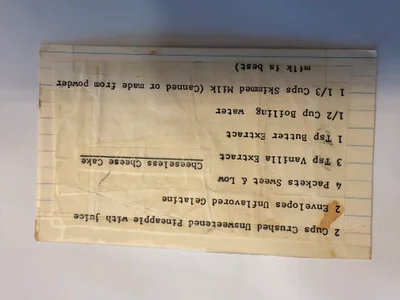 2 Cups Crushed Unsweetened Pineapple with juice
2 Envelopes Unflavored Gelatine
4 Packets Sweet & Low
3 Tsp Vanilla Extract
Cheeseless Cheese Cake
1 Tsp Butter Extract
1/2 Cup Boiling water
1 1/3 Cups Skimmed Milk (Canned or made from powder
milk is best)